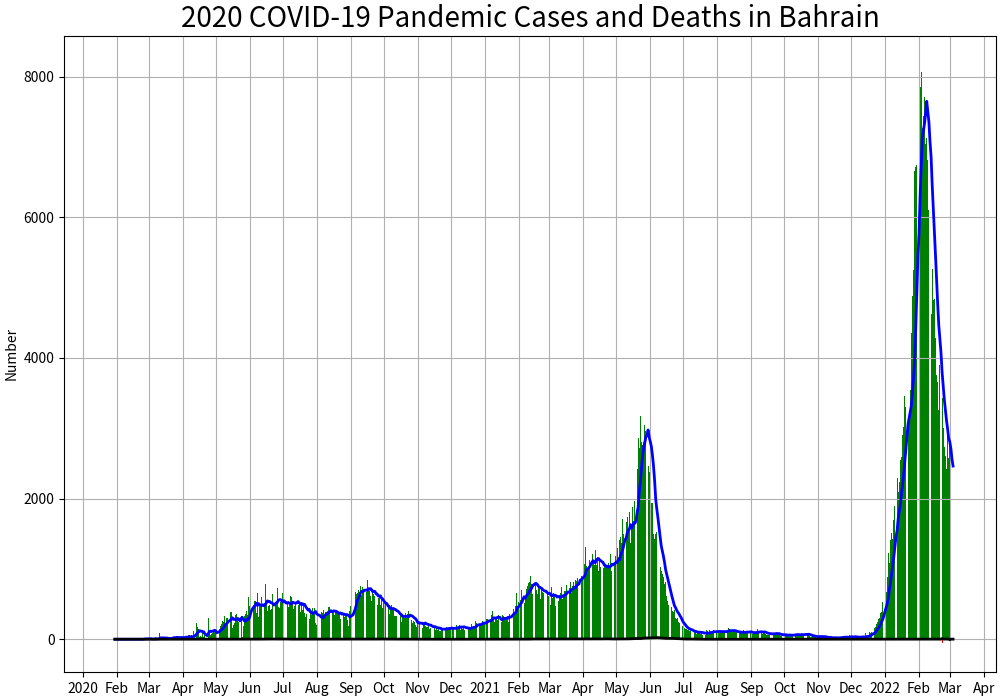 2020 COVID-19 Pandemic Cases and Deaths in Bahrain
Number
8000
6000
4000
2000
0
2020 Feb Mar Apr May Jun Jul Aug Sep Oct Nov Dec 2021 Feb Mar Apr May Jun Jul Aug Sep Oct Nov Dec 2022 Feb Mar Apr